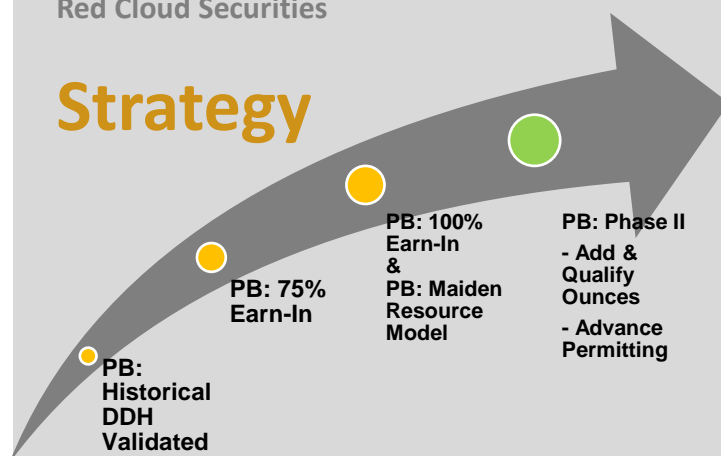 Red Cloud Securities
Strategy
PB:
Historical
DDH
Validated
PB: 75%
Earn-In
PB: 100%
Earn-In
&
PB: Maiden
Resource
Model
PB: Phase II
- Add &
Qualify
Ounces
- Advance
Permitting